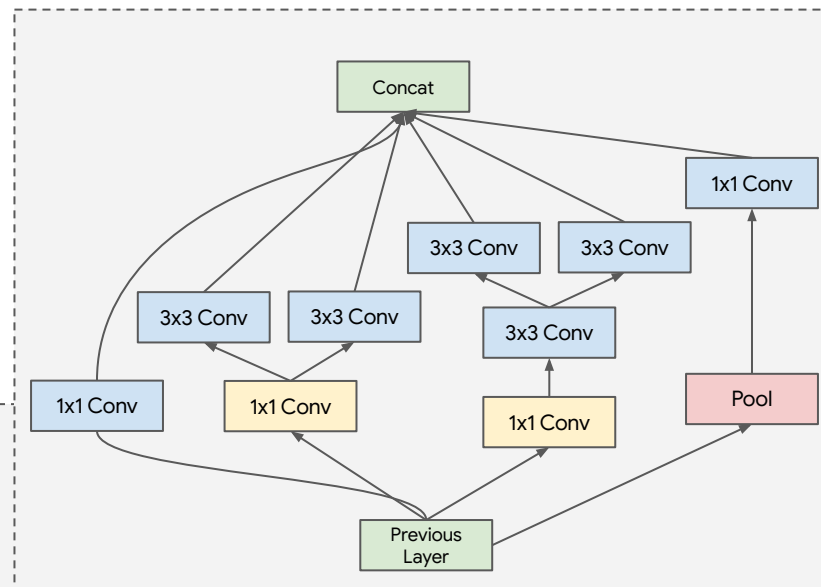 Concat
1x1 Conv
3x3 Conv
3x3 Conv
3x3 Conv
3x3 Conv
3x3 Conv
1x1 Conv
1x1 Conv
1x1 Conv
Pool
Previous
Layer